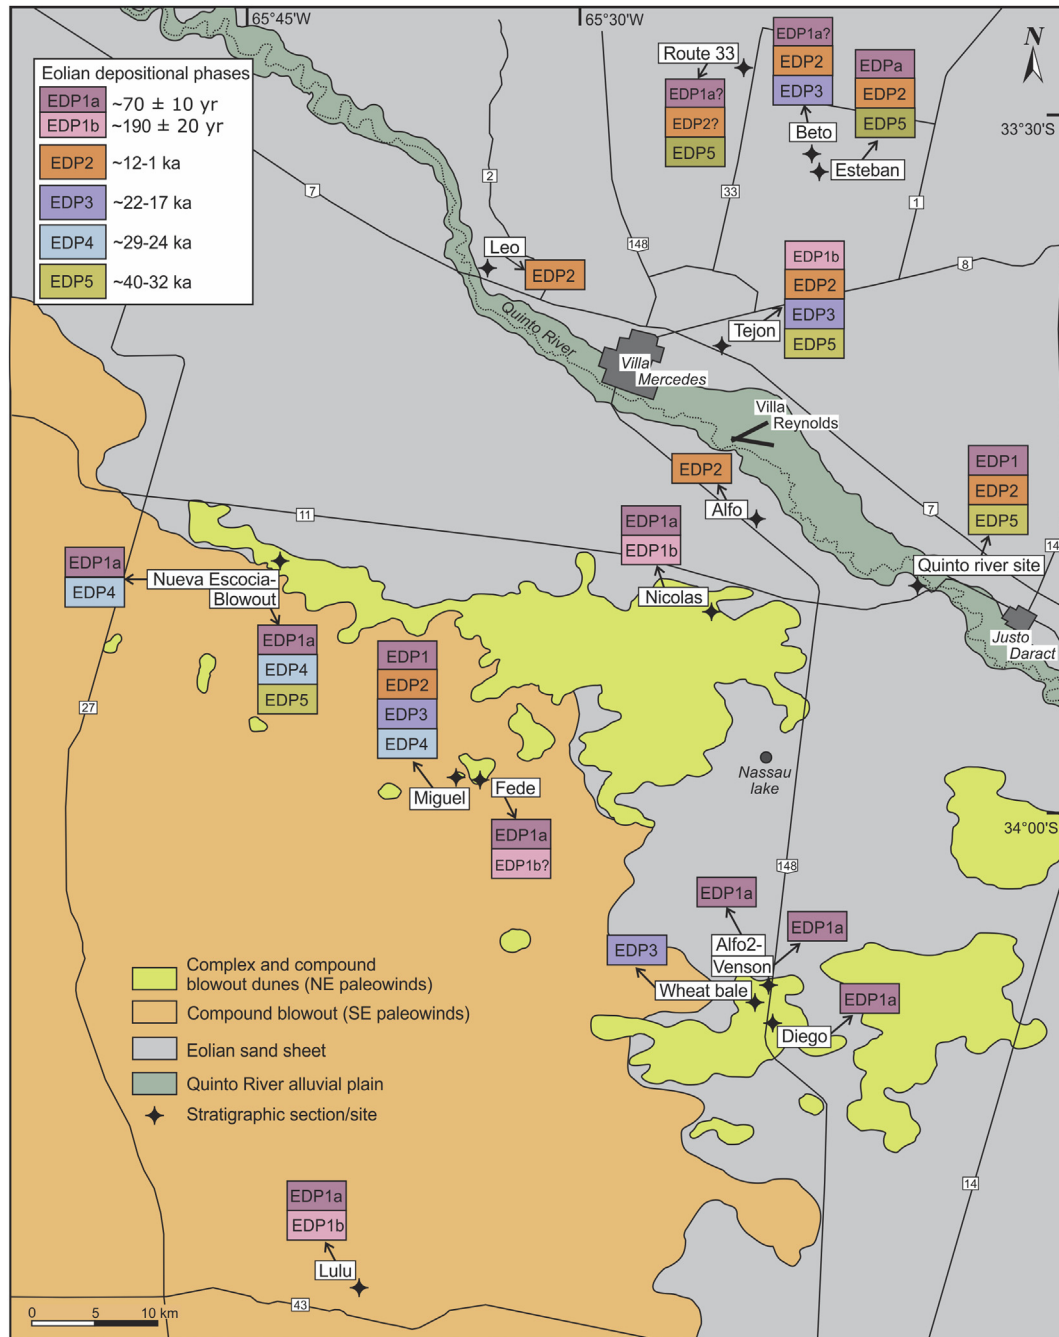 65°45'W
65°30'W
N
33°30'S
34°00'S
Eolian depositional phases
EDP1a ~70 ± 10 yr
EDP1b ~190 ± 20 yr
EDP2 ~12-1 ka
EDP3 ~22-17 ka
EDP4 ~29-24 ka
EDP5 ~40-32 ka
Route 33
EDP1a?
EDP2?
EDP5
EDP1a?
EDP2
EDP3
Beto
EDPa
EDP2
EDP5
Esteban
7
2
148
33
1
8
Leo
EDP2
Quinto River
EDP1b
EDP2
EDP3
EDP5
Tejon
Villa
Mercedes
Villa
Reynolds
EDP2
Alfo
EDP1
EDP2
EDP5
7
14
Quinto river site
Justo
Daract
11
EDP1a
EDP1b
Nicolas
EDP1a
EDP4
Nueva Escocia-
Blowout
EDP1a
EDP4
EDP5
EDP1
EDP2
EDP3
EDP4
Miguel
Fede
EDP1a
EDP1b?
27
Nassau
lake
148
EDP1a
EDP1a
Alfo2-
Venson
EDP3
Wheat bale
EDP1a
Diego
Complex and compound
blowout dunes (NE paleowinds)
Compound blowout (SE paleowinds)
Eolian sand sheet
Quinto River alluvial plain
Stratigraphic section/site
14
EDP1a
EDP1b
Lulu
43
0 5 10 km